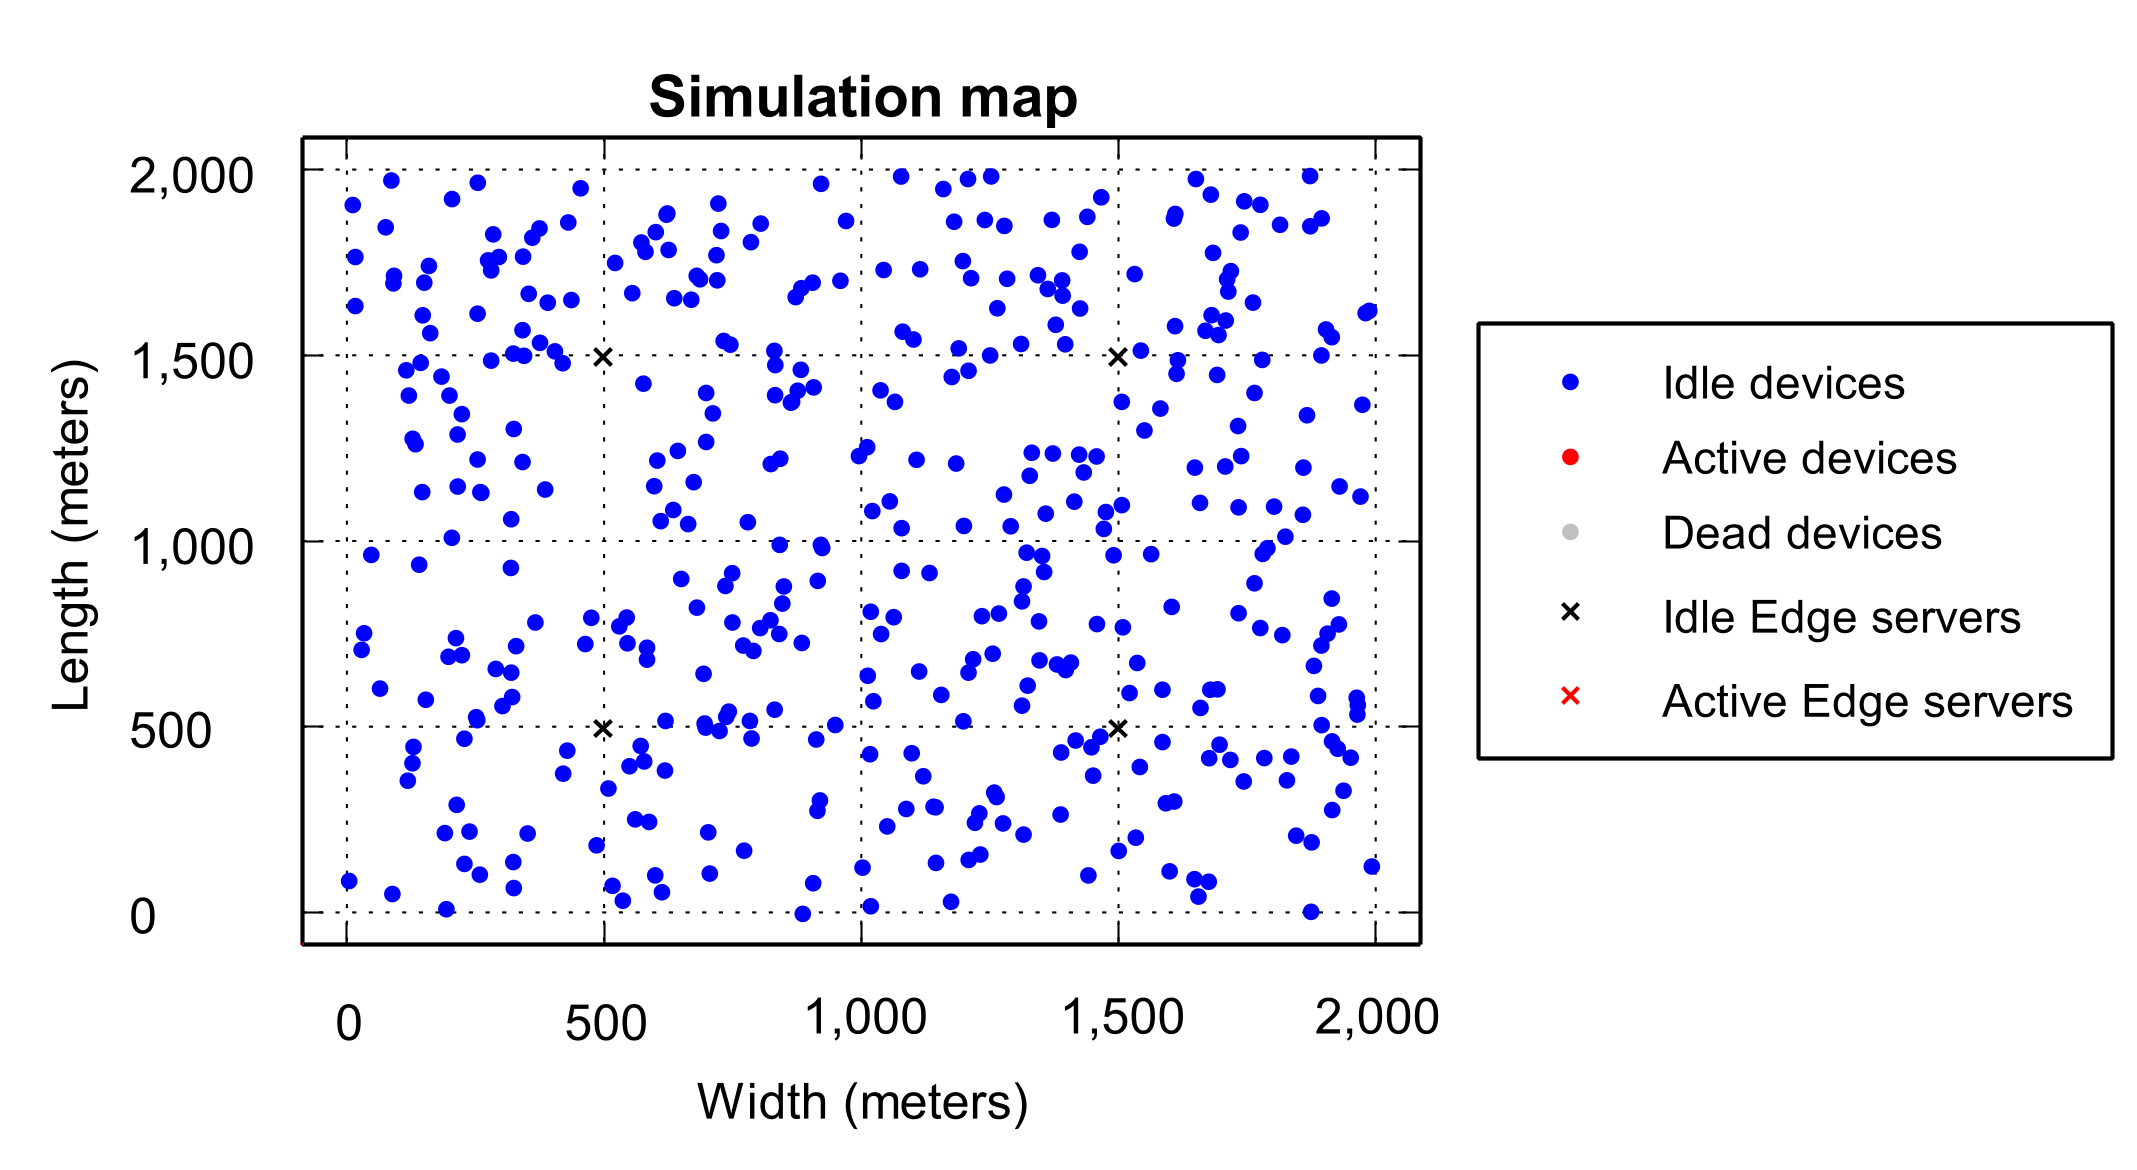 Simulation map
2,000
1,500
1,000
500
0
Length (meters)
0
500
1,000
1,500
2,000
Width (meters)
Idle devices
Active devices
Dead devices
Idle Edge servers
Active Edge servers